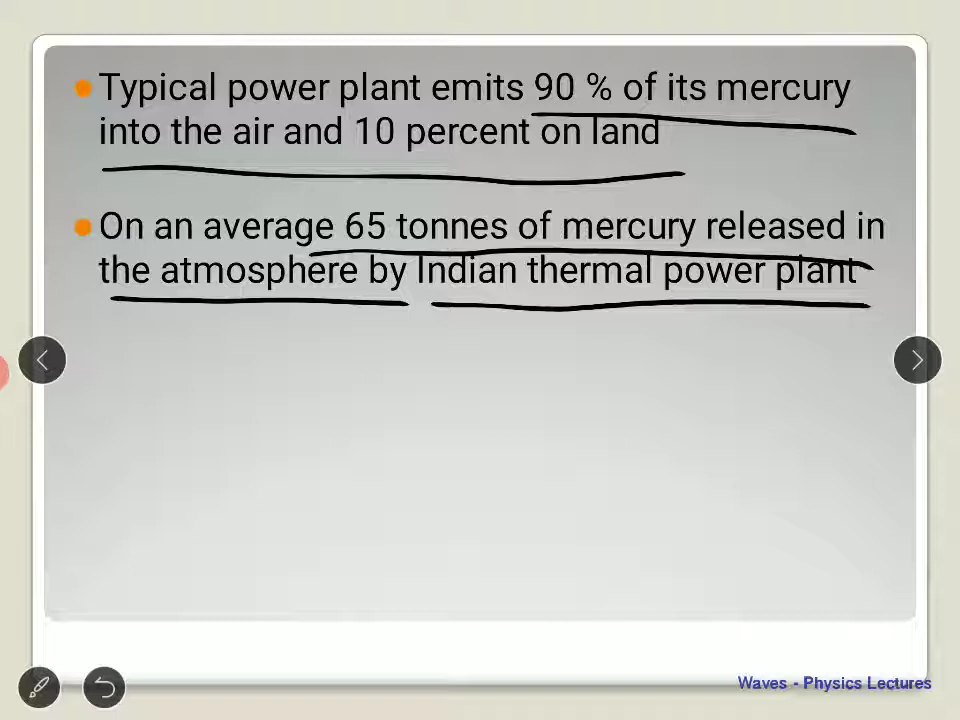 Typical power plant emits 90 % of its mercury
into the air and 10 percent on land
On an average 65 tonnes of mercury released in
the atmosphere by Indian thermal power plant
Waves - Physics Lectures